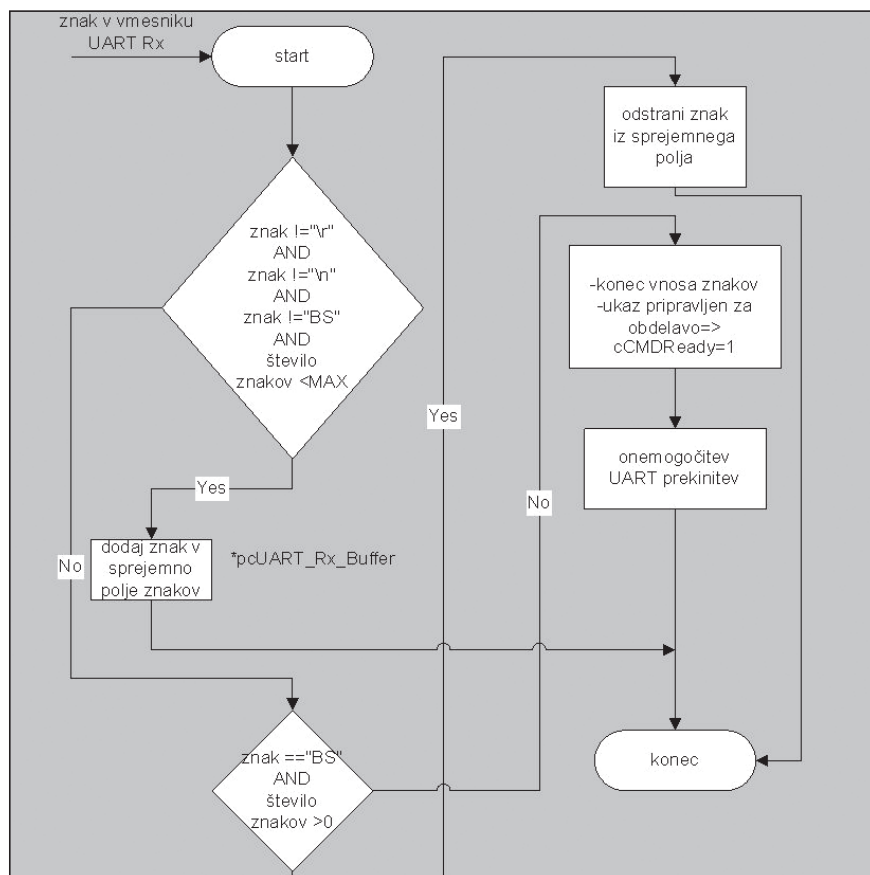 znak v vmesniku
UART Rx
start
znak !="\r"
AND
znak !="\n"
AND
znak !="BS"
AND
število
znakov <MAX
Yes
dodaj znak v
sprejemno
polje znakov
*pcUART_Rx_Buffer
No
znak =="BS"
AND
število
znakov >0
Yes
odstrani znak
iz sprejemnega
polja
No
-konec vnosa znakov
-ukaz pripravljen za
obdelavo=>
cCMDReady=1
onemogočitev
UART prekinitev
konec